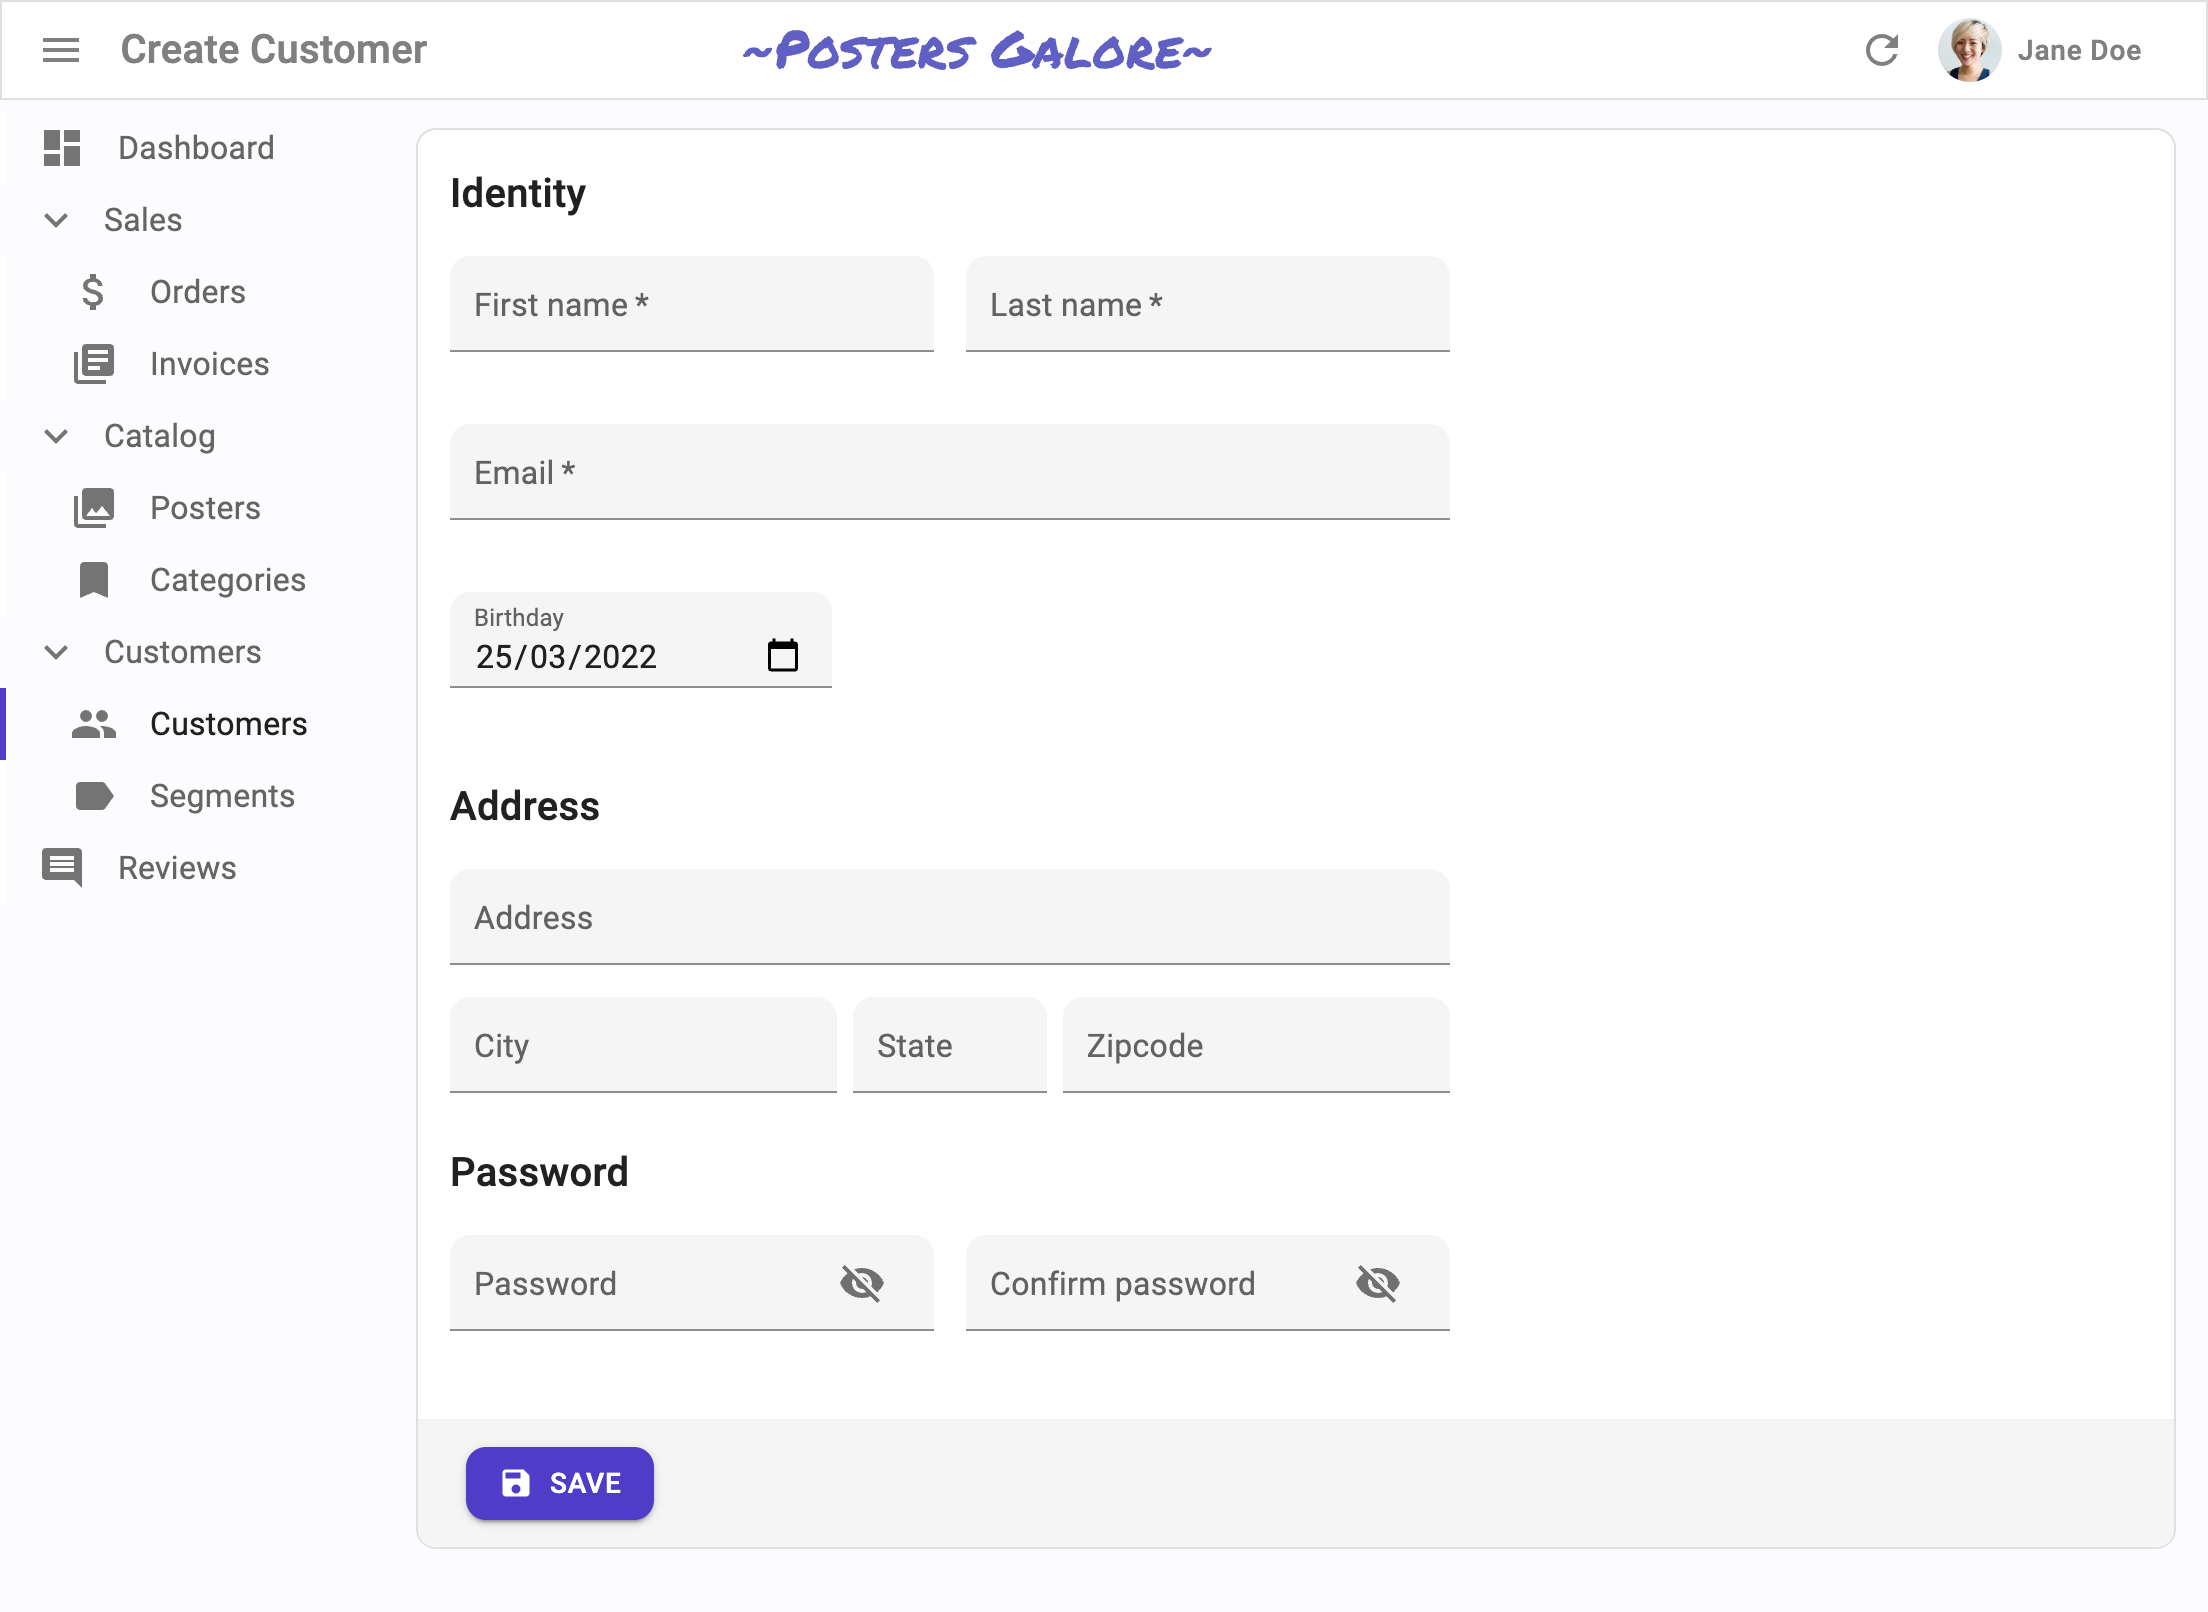 Create Customer
~Posters Galore~
Jane Doe
Dashboard
Sales
Orders
Invoices
Catalog
Posters
Categories
Customers
Customers
Segments
Reviews
Identity
First name *
Last name *
Email *
Birthday
25/03/2022
Address
Address
City
State
Zipcode
Password
Password
Confirm password
SAVE